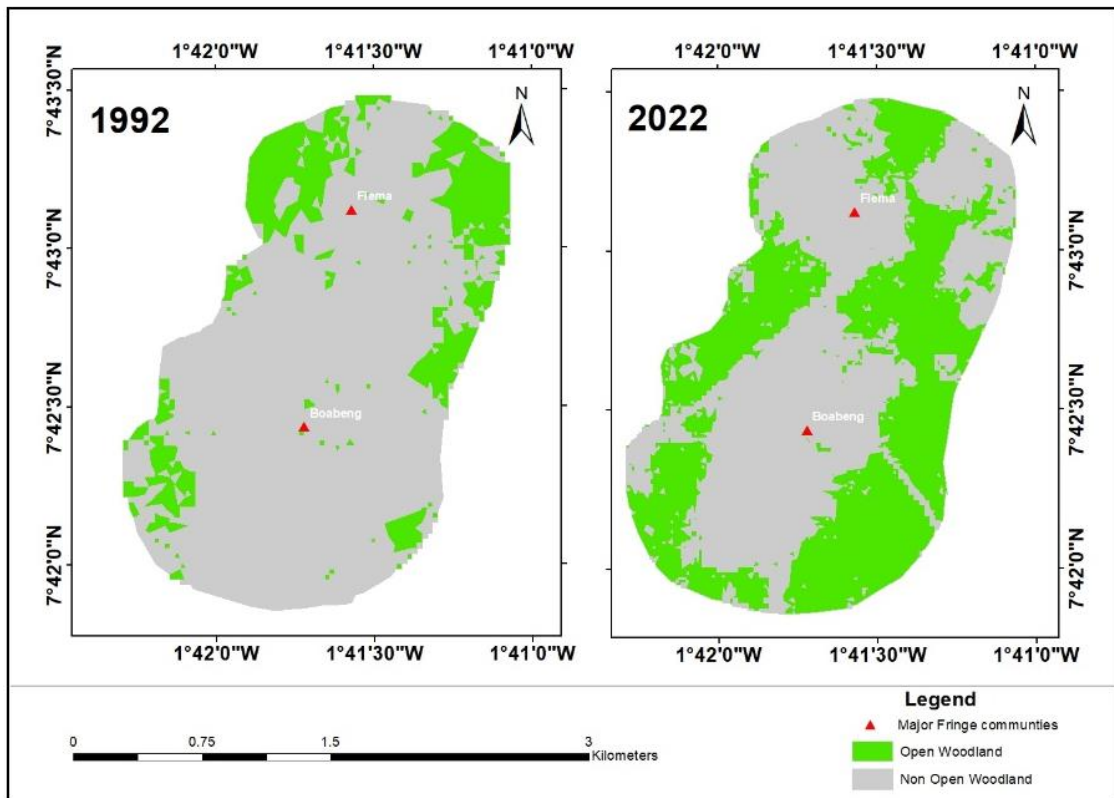 1°42'0"W 1°41'30"W 1°41'0"W
1°42'0"W 1°41'30"W 1°41'0"W
7°43'30"N
7°43'0"N
7°42'30"N
7°42'0"N
1992
N
Fiema
Boabeng
2022
N
Fiema
Boabeng
7°43'0"N
7°42'30"N
7°42'0"N
1°42'0"W 1°41'30"W 1°41'0"W
1°42'0"W 1°41'30"W 1°41'0"W
0 0.75 1.5 3
Kilometers
Legend
Major Fringe communties
Open Woodland
Non Open Woodland